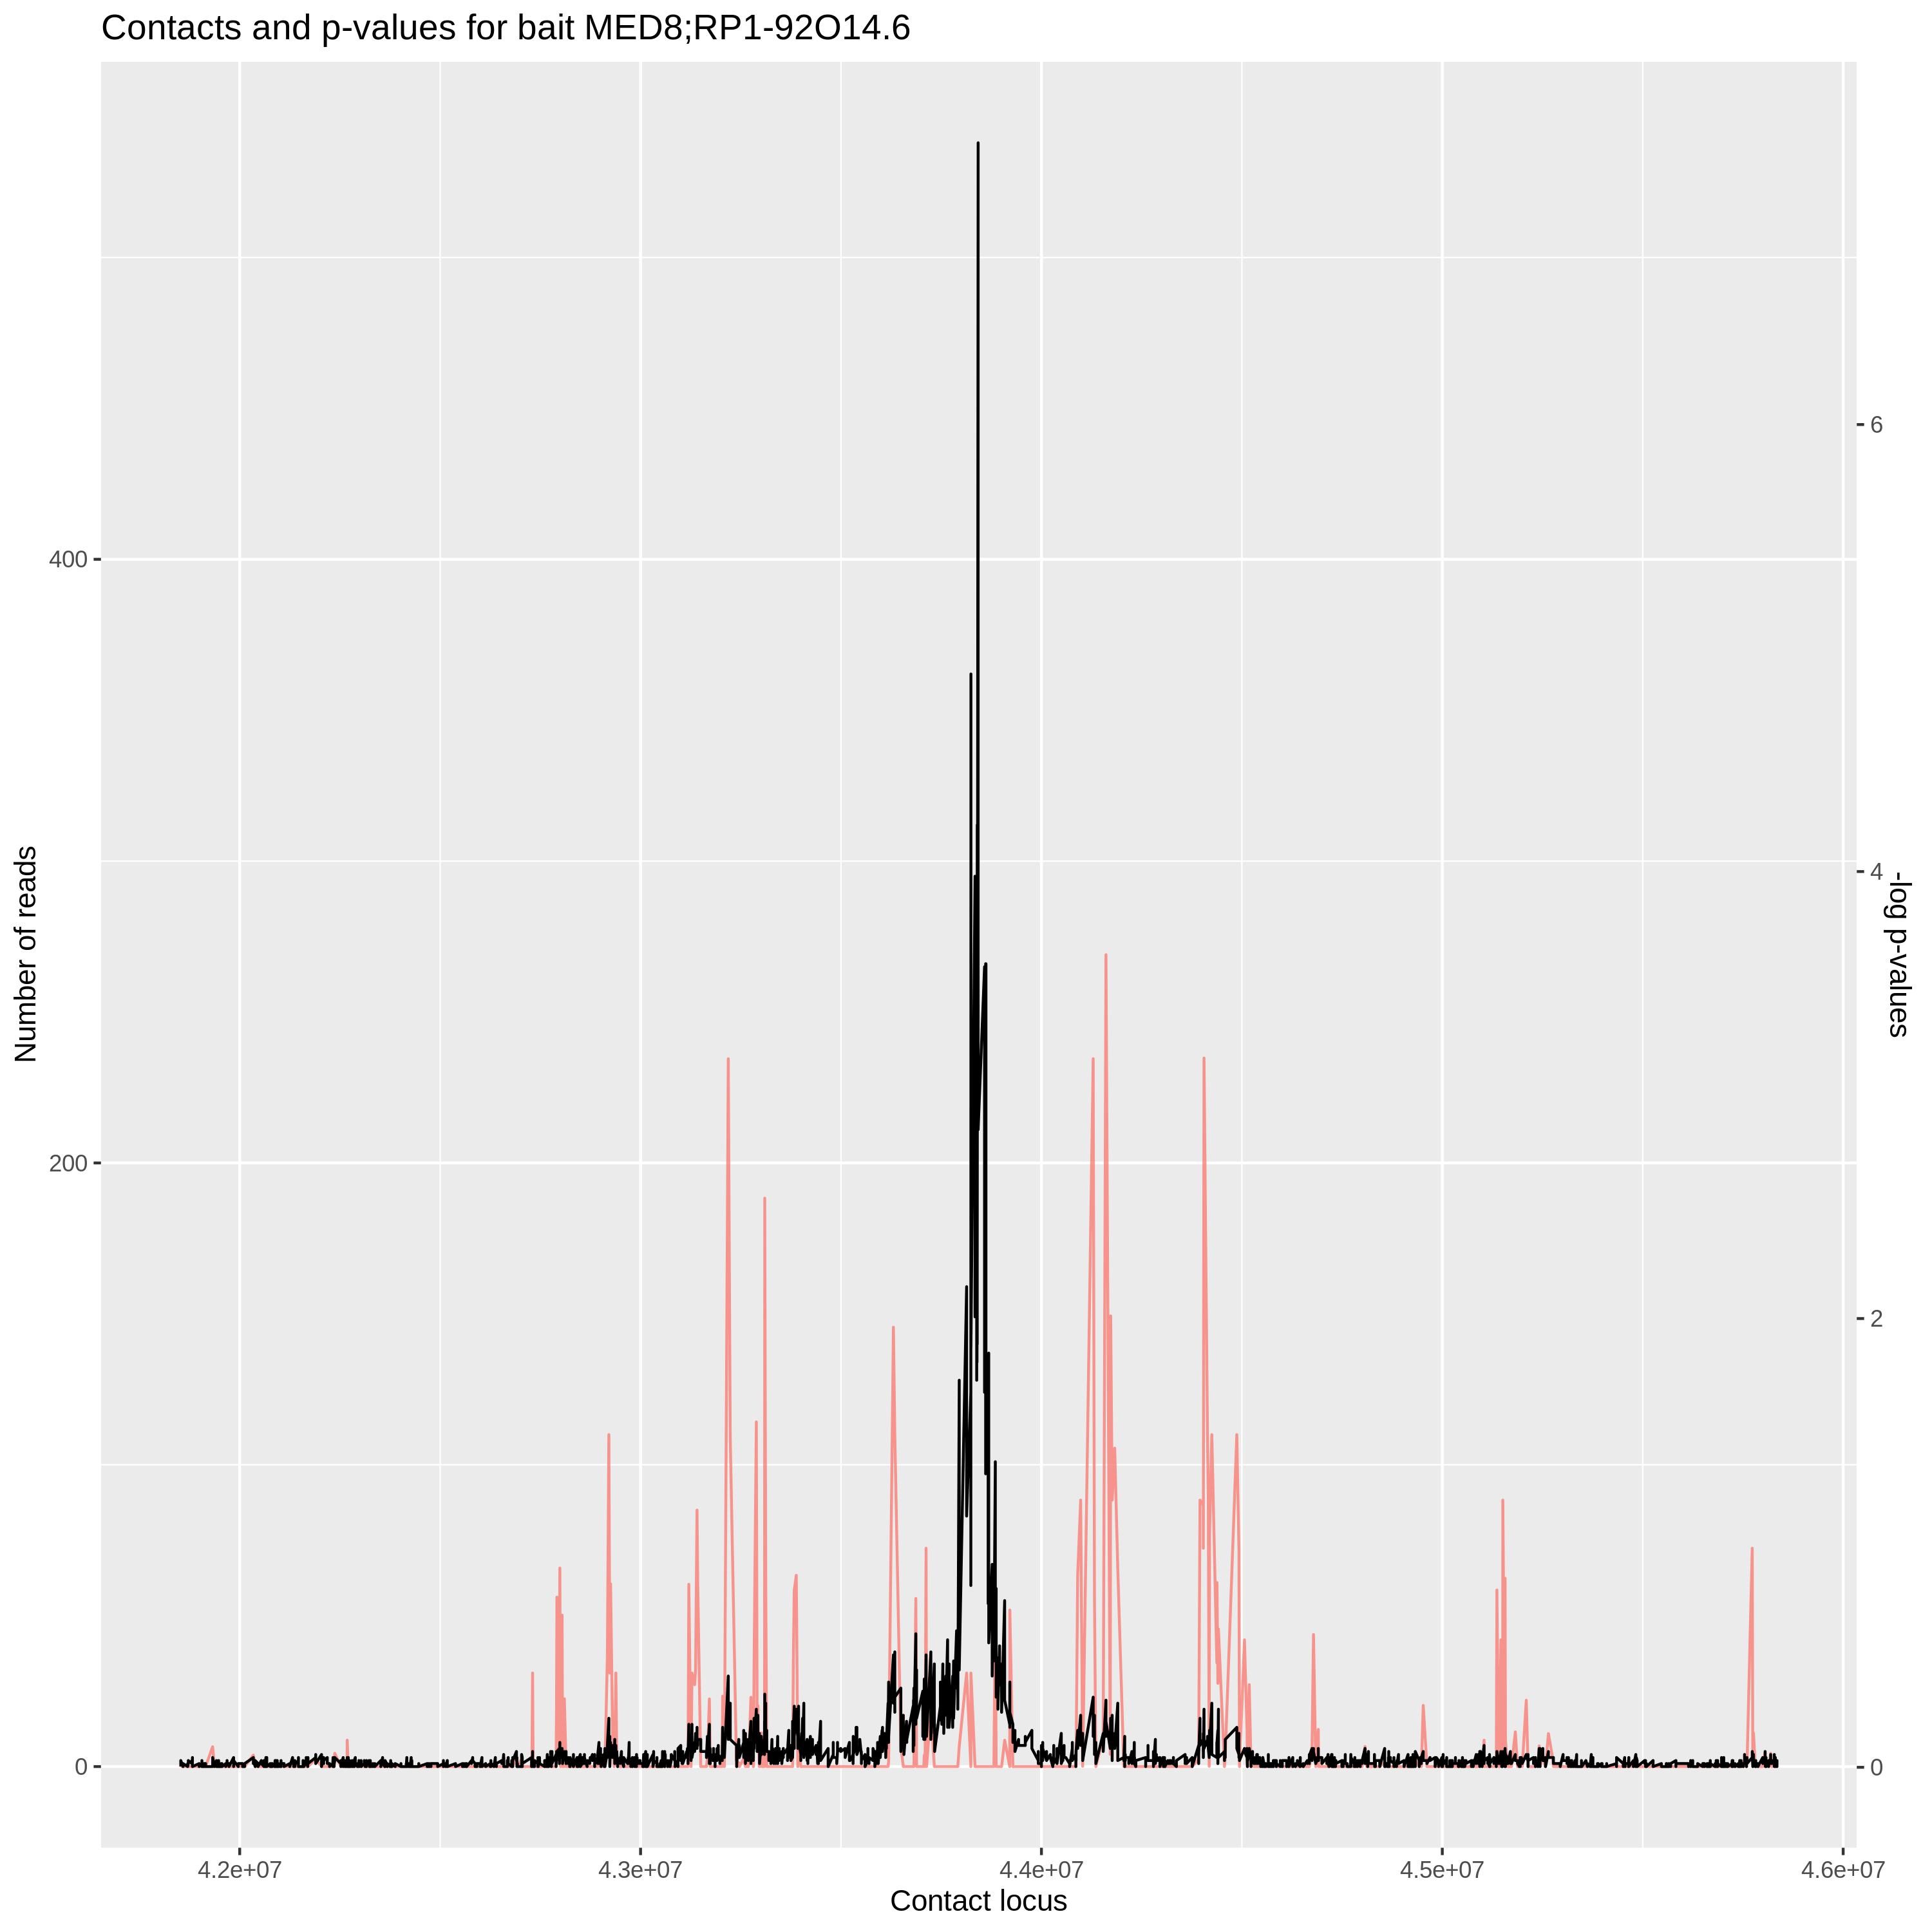 Contacts and p-values for bait MED8;RP1-92O14.6
Number of reads
400
200
0
6
4
2
0
-log p-values
4.2e+07 4.3e+07 4.4e+07 4.5e+07 4.6e+07
Contact locus